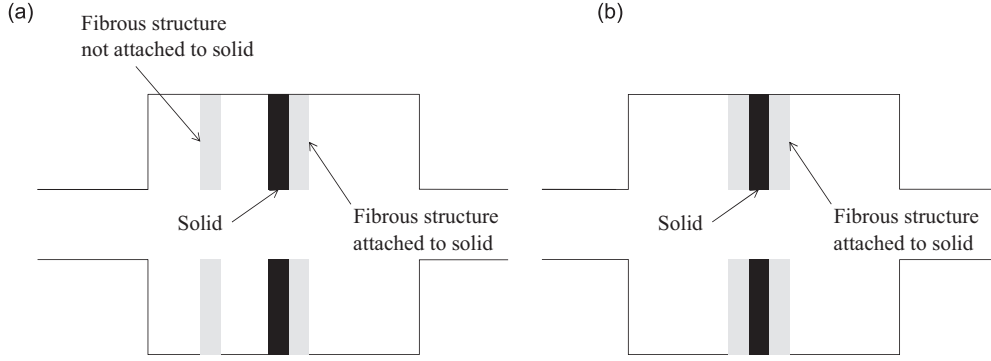 (a)
Fibrous structure
not attached to solid
Solid
Fibrous structure
attached to solid
(b)
Solid
Fibrous structure
attached to solid